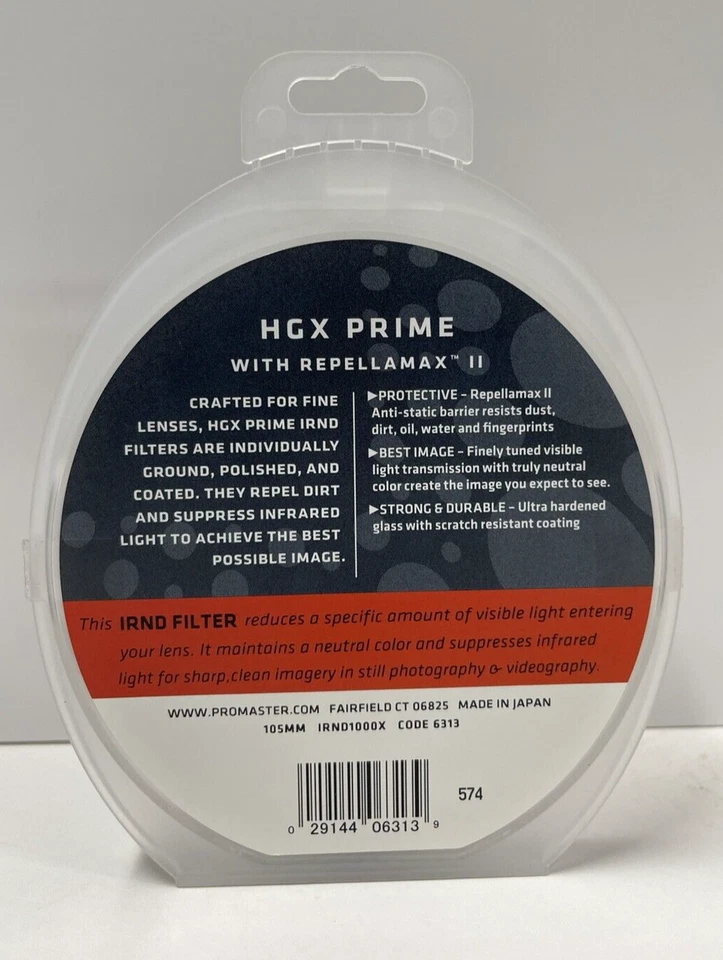 HGX PRIME
WITH REPELLAMAX™ II
CRAFTED FOR FINE
LENSES, HGX PRIME IRND
FILTERS ARE INDIVIDUALLY
GROUND, POLISHED, AND
COATED. THEY REPEL DIRT
AND SUPPRESS INFRARED
LIGHT TO ACHIEVE THE BEST
POSSIBLE IMAGE.
▶PROTECTIVE – Repellamax II
Anti-static barrier resists dust,
dirt, oil, water and fingerprints
▶BEST IMAGE – Finely tuned visible
light transmission with truly neutral
color create the image you expect to see.
▶STRONG & DURABLE – Ultra hardened
glass with scratch resistant coating
This IRND FILTER reduces a specific amount of visible light entering
your lens. It maintains a neutral color and suppresses infrared
light for sharp,clean imagery in still photography & videography.
WWW.PROMASTER.COM FAIRFIELD CT 06825 MADE IN JAPAN
105MM IRND1000X CODE 6313
574
0 29144 06313 9